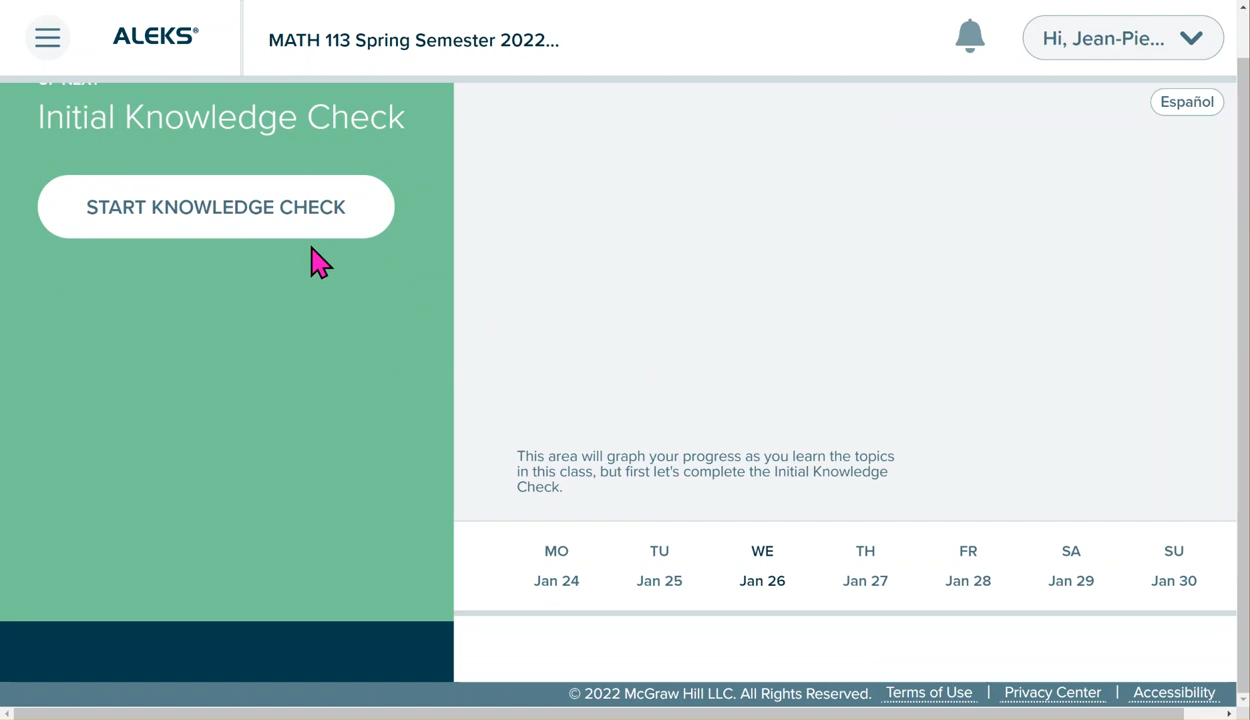 ALEKS®
MATH 113 Spring Semester 2022...
Hi, Jean-Pie...
UP NEXT
Initial Knowledge Check
START KNOWLEDGE CHECK
Español
This area will graph your progress as you learn the topics
in this class, but first let's complete the Initial Knowledge
Check.
MO TU WE TH FR SA SU
Jan 24 Jan 25 Jan 26 Jan 27 Jan 28 Jan 29 Jan 30
© 2022 McGraw Hill LLC. All Rights Reserved. Terms of Use | Privacy Center | Accessibility